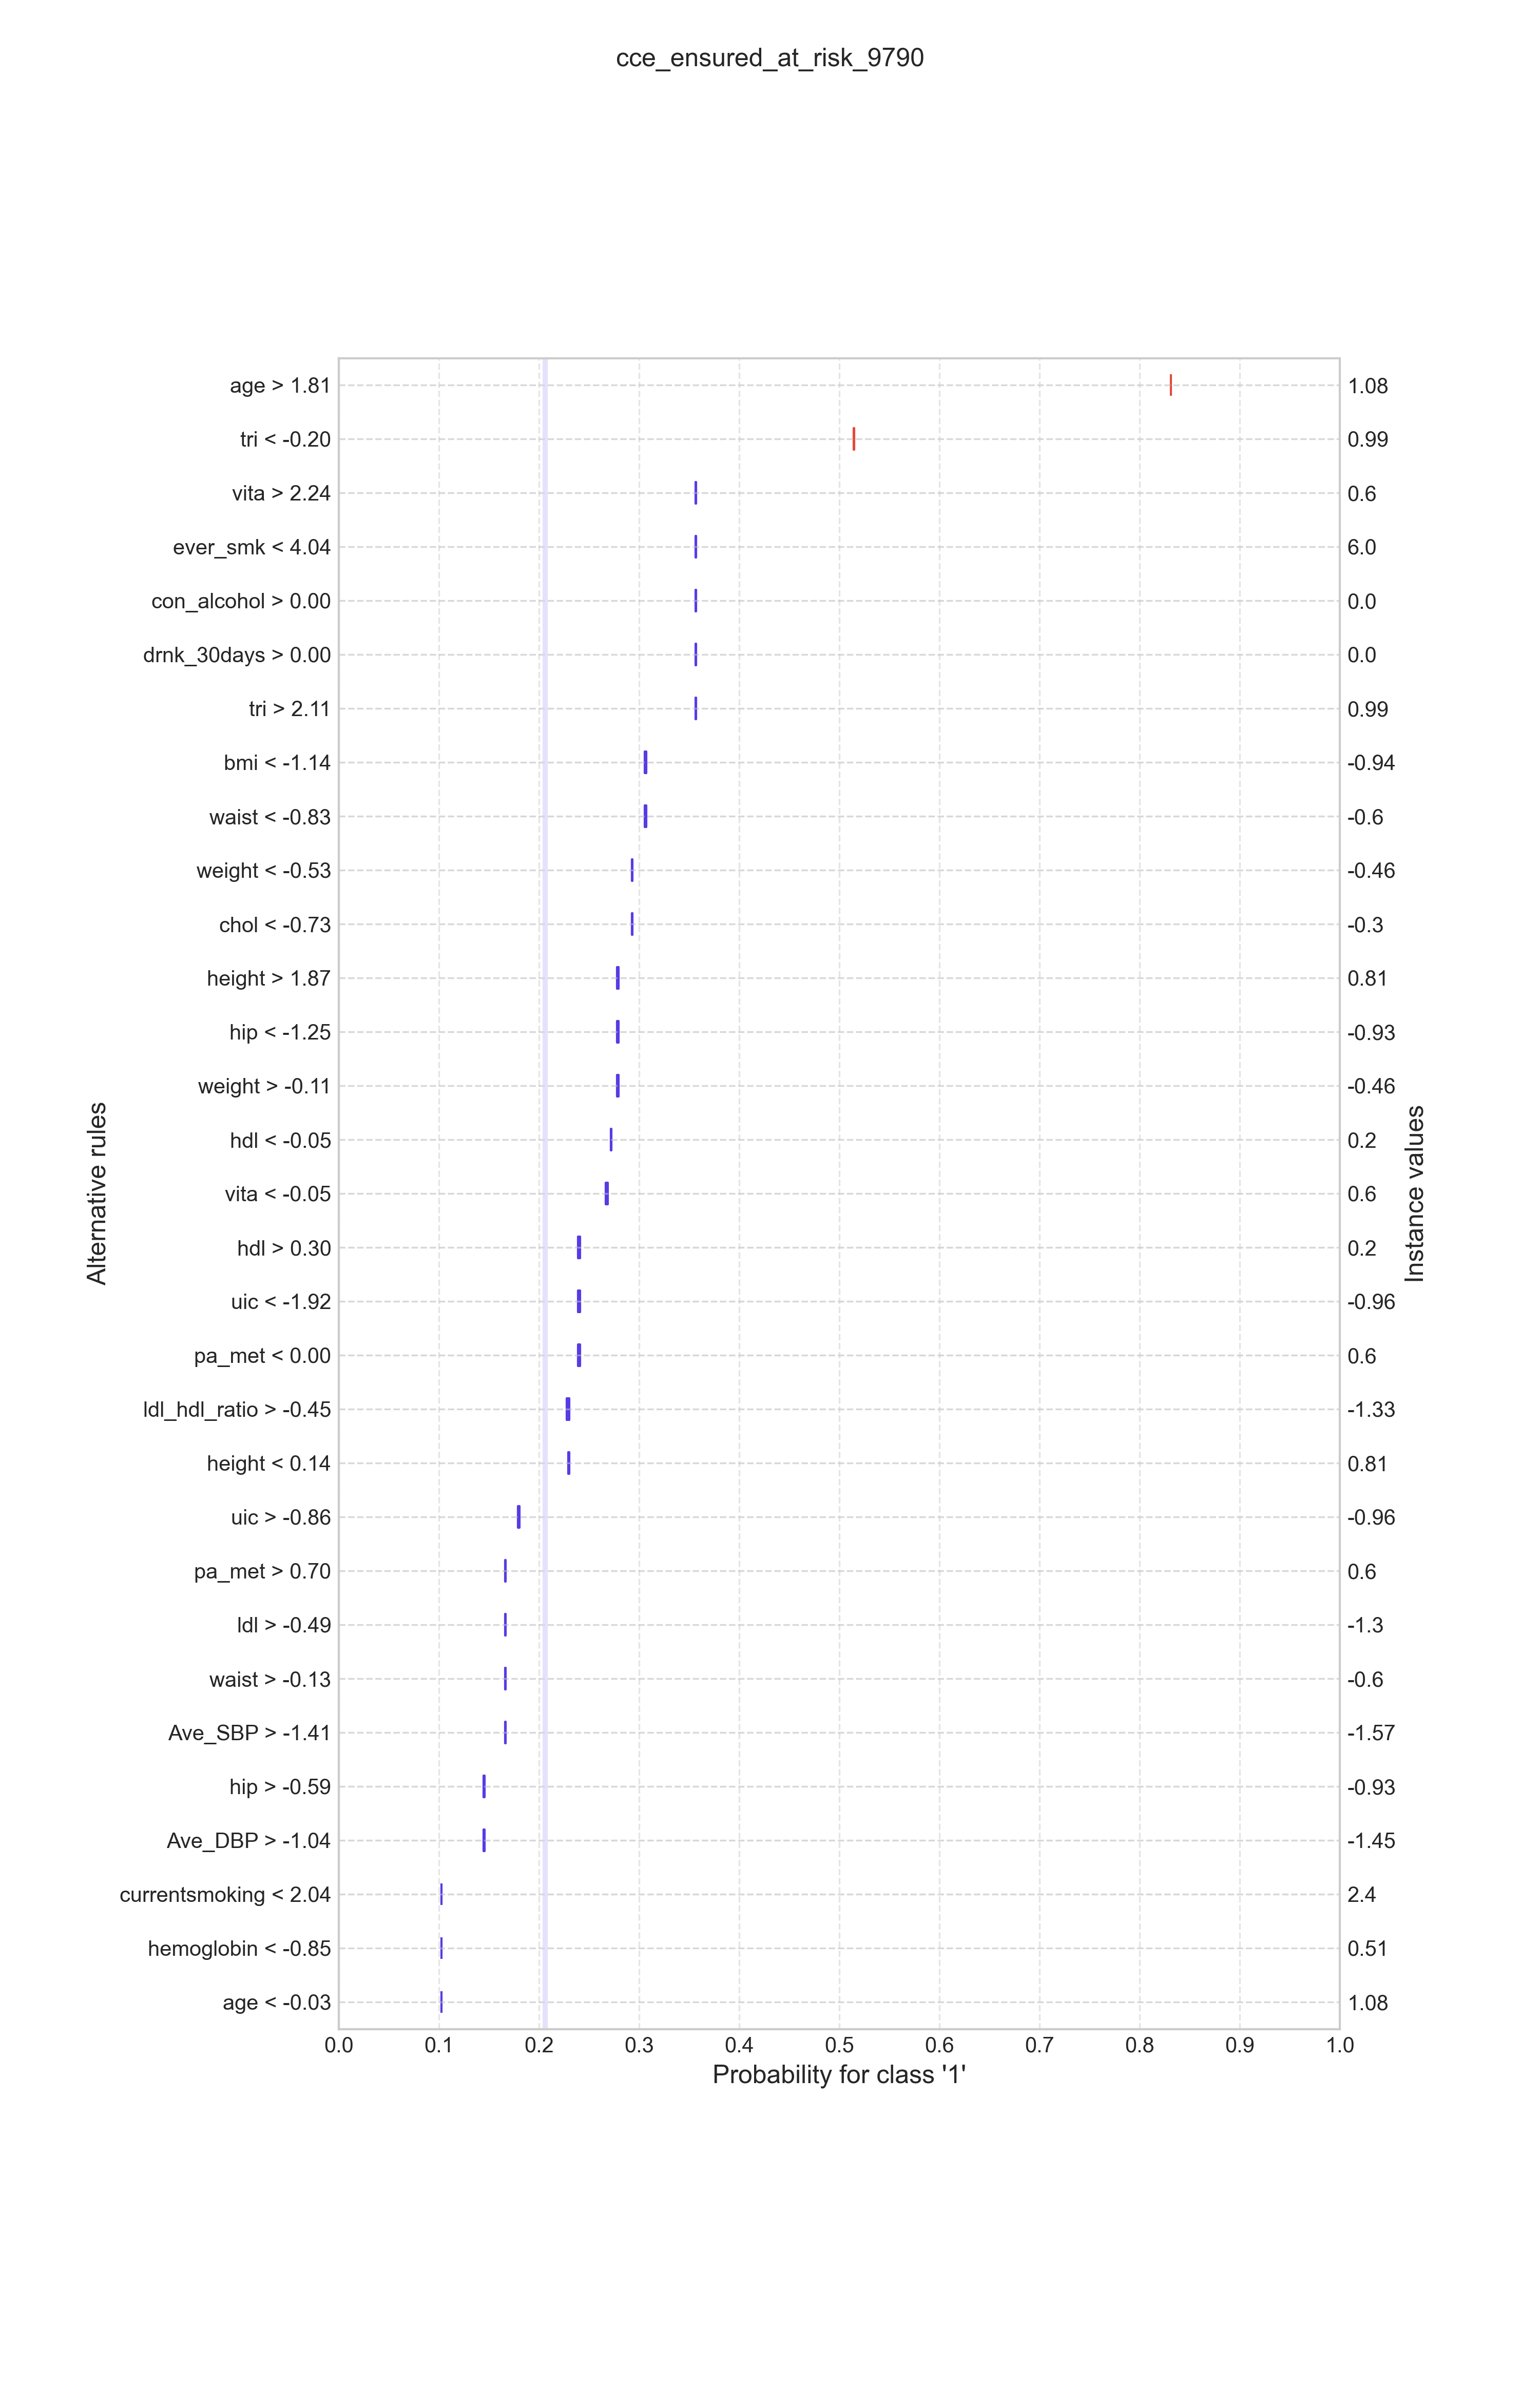 cce_ensured_at_risk_9790
age > 1.81 1.08
tri < -0.20 0.99
vita > 2.24 0.6
ever_smk < 4.04 6.0
con_alcohol > 0.00 0.0
drnk_30days > 0.00 0.0
tri > 2.11 0.99
bmi < -1.14 -0.94
waist < -0.83 -0.6
weight < -0.53 -0.46
chol < -0.73 -0.3
height > 1.87 0.81
hip < -1.25 -0.93
weight > -0.11 -0.46
hdl < -0.05 0.2
vita < -0.05 0.6
hdl > 0.30 0.2
uic < -1.92 -0.96
pa_met < 0.00 0.6
ldl_hdl_ratio > -0.45 -1.33
height < 0.14 0.81
uic > -0.86 -0.96
pa_met > 0.70 0.6
ldl > -0.49 -1.3
waist > -0.13 -0.6
Ave_SBP > -1.41 -1.57
hip > -0.59 -0.93
Ave_DBP > -1.04 -1.45
currentsmoking < 2.04 2.4
hemoglobin < -0.85 0.51
age < -0.03 1.08
Alternative rules
Instance values
0.0 0.1 0.2 0.3 0.4 0.5 0.6 0.7 0.8 0.9 1.0
Probability for class '1'